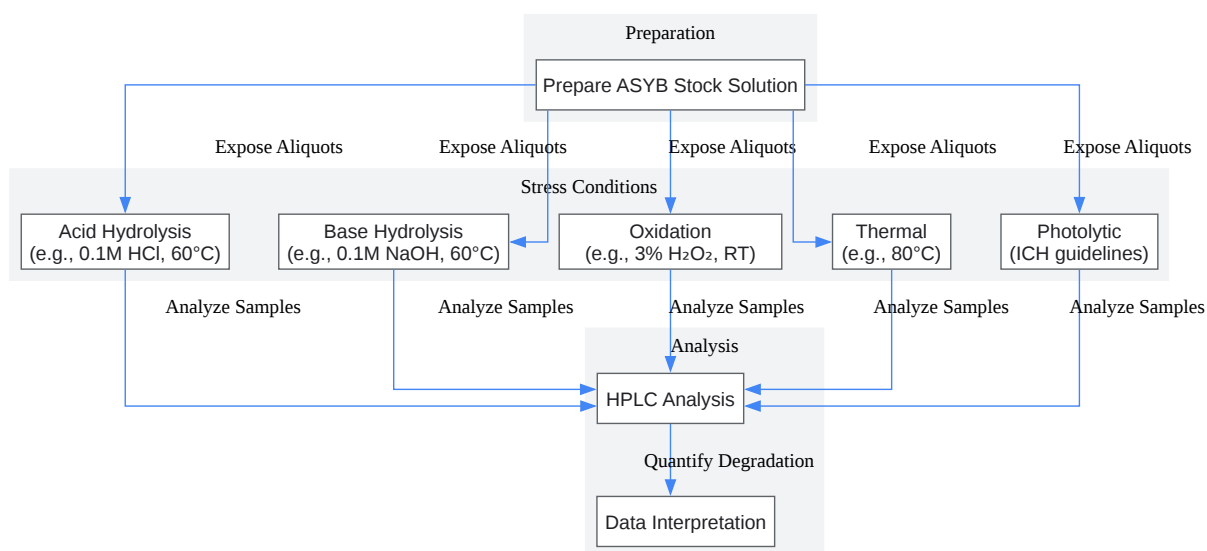 Preparation
Prepare ASYB Stock Solution
Expose Aliquots
Expose Aliquots
Expose Aliquots
Expose Aliquots
Expose Aliquots
Stress Conditions
Acid Hydrolysis
(e.g., 0.1M HCl, 60°C)
Base Hydrolysis
(e.g., 0.1M NaOH, 60°C)
Oxidation
(e.g., 3% H₂O₂, RT)
Thermal
(e.g., 80°C)
Photolytic
(ICH guidelines)
Analyze Samples
Analyze Samples
Analyze Samples
Analyze Samples
Analyze Samples
Analysis
HPLC Analysis
Quantify Degradation
Data Interpretation